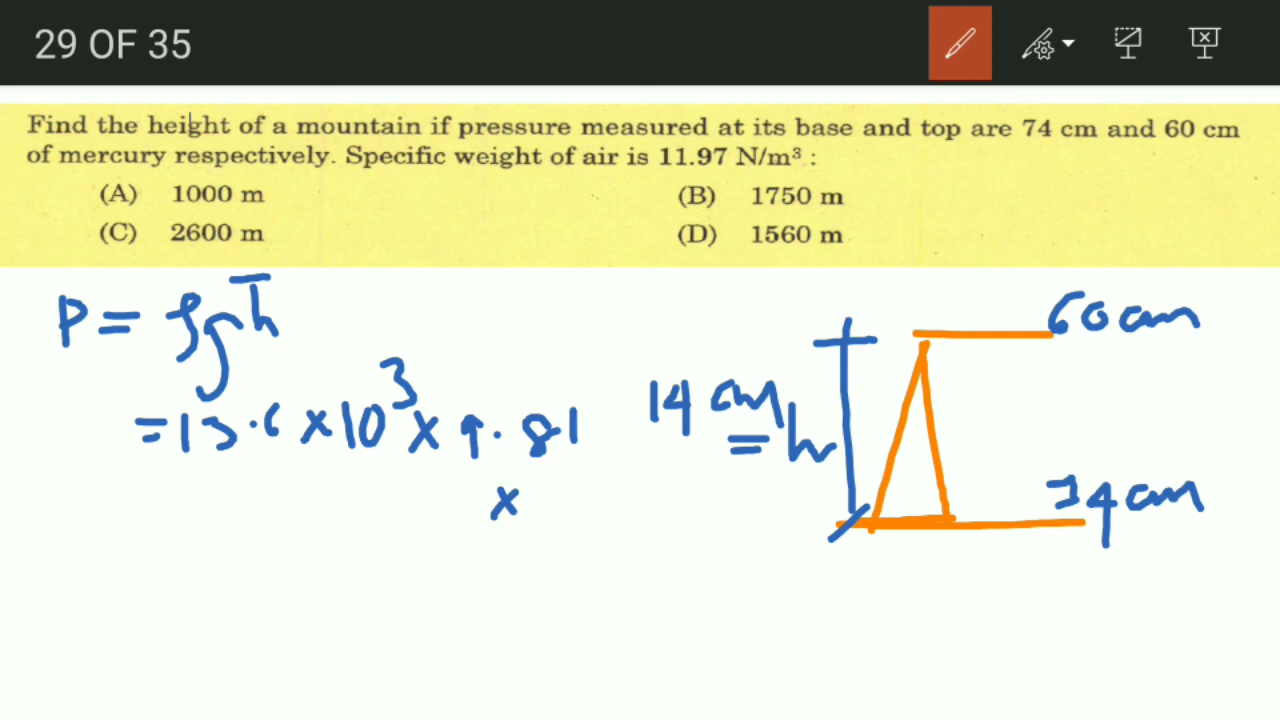 29 OF 35
Find the height of a mountain if pressure measured at its base and top are 74 cm and 60 cm
of mercury respectively. Specific weight of air is 11.97 N/m³ :
(A) 1000 m
(B) 1750 m
(C) 2600 m
(D) 1560 m
P = ρgh̅
= 13.6 × 10³ × 9.81
×
60 cm
14 cm
= h
74 cm